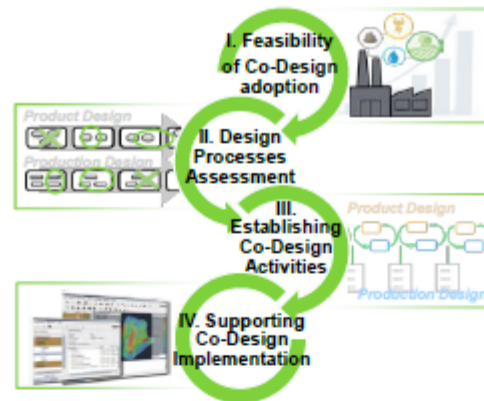 I. Feasibility
of Co-Design
adoption
Product Design
II. Design
Processes
Assessment
Production Design
III.
Establishing
Co-Design
Activities
Product Design
Production Design
IV. Supporting
Co-Design
Implementation